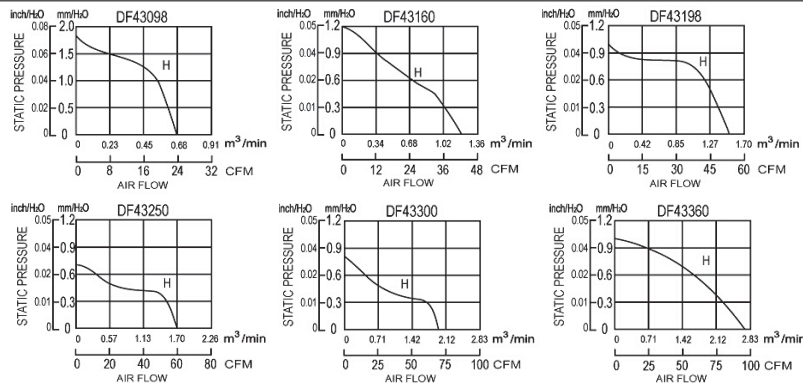 DF43098
inch/H₂O mm/H₂O
STATIC PRESSURE
0.08 2.0
0.06 1.5
0.04 1.0
0.02 0.5
0 0
H
0 0.23 0.45 0.68 0.91 m³/min
0 8 16 24 32 CFM
AIR FLOW
DF43160
inch/H₂O mm/H₂O
STATIC PRESSURE
0.05 1.2
0.04 0.9
0.02 0.6
0.01 0.3
0 0
H
0 0.34 0.68 1.02 1.36 m³/min
0 12 24 36 48 CFM
AIR FLOW
DF43198
inch/H₂O mm/H₂O
STATIC PRESSURE
0.05 1.2
0.04 0.9
0.02 0.6
0.01 0.3
0 0
H
0 0.42 0.85 1.27 1.70 m³/min
0 15 30 45 60 CFM
AIR FLOW
DF43250
inch/H₂O mm/H₂O
STATIC PRESSURE
0.05 1.2
0.04 0.9
0.02 0.6
0.01 0.3
0 0
H
0 0.57 1.13 1.70 2.26 m³/min
0 20 40 60 80 CFM
AIR FLOW
DF43300
inch/H₂O mm/H₂O
STATIC PRESSURE
0.05 1.2
0.04 0.9
0.02 0.6
0.01 0.3
0 0
H
0 0.71 1.42 2.12 2.83 m³/min
0 25 50 75 100 CFM
AIR FLOW
DF43360
inch/H₂O mm/H₂O
STATIC PRESSURE
0.05 1.2
0.04 0.9
0.02 0.6
0.01 0.3
0 0
H
0 0.71 1.42 2.12 2.83 m³/min
0 25 50 75 100 CFM
AIR FLOW